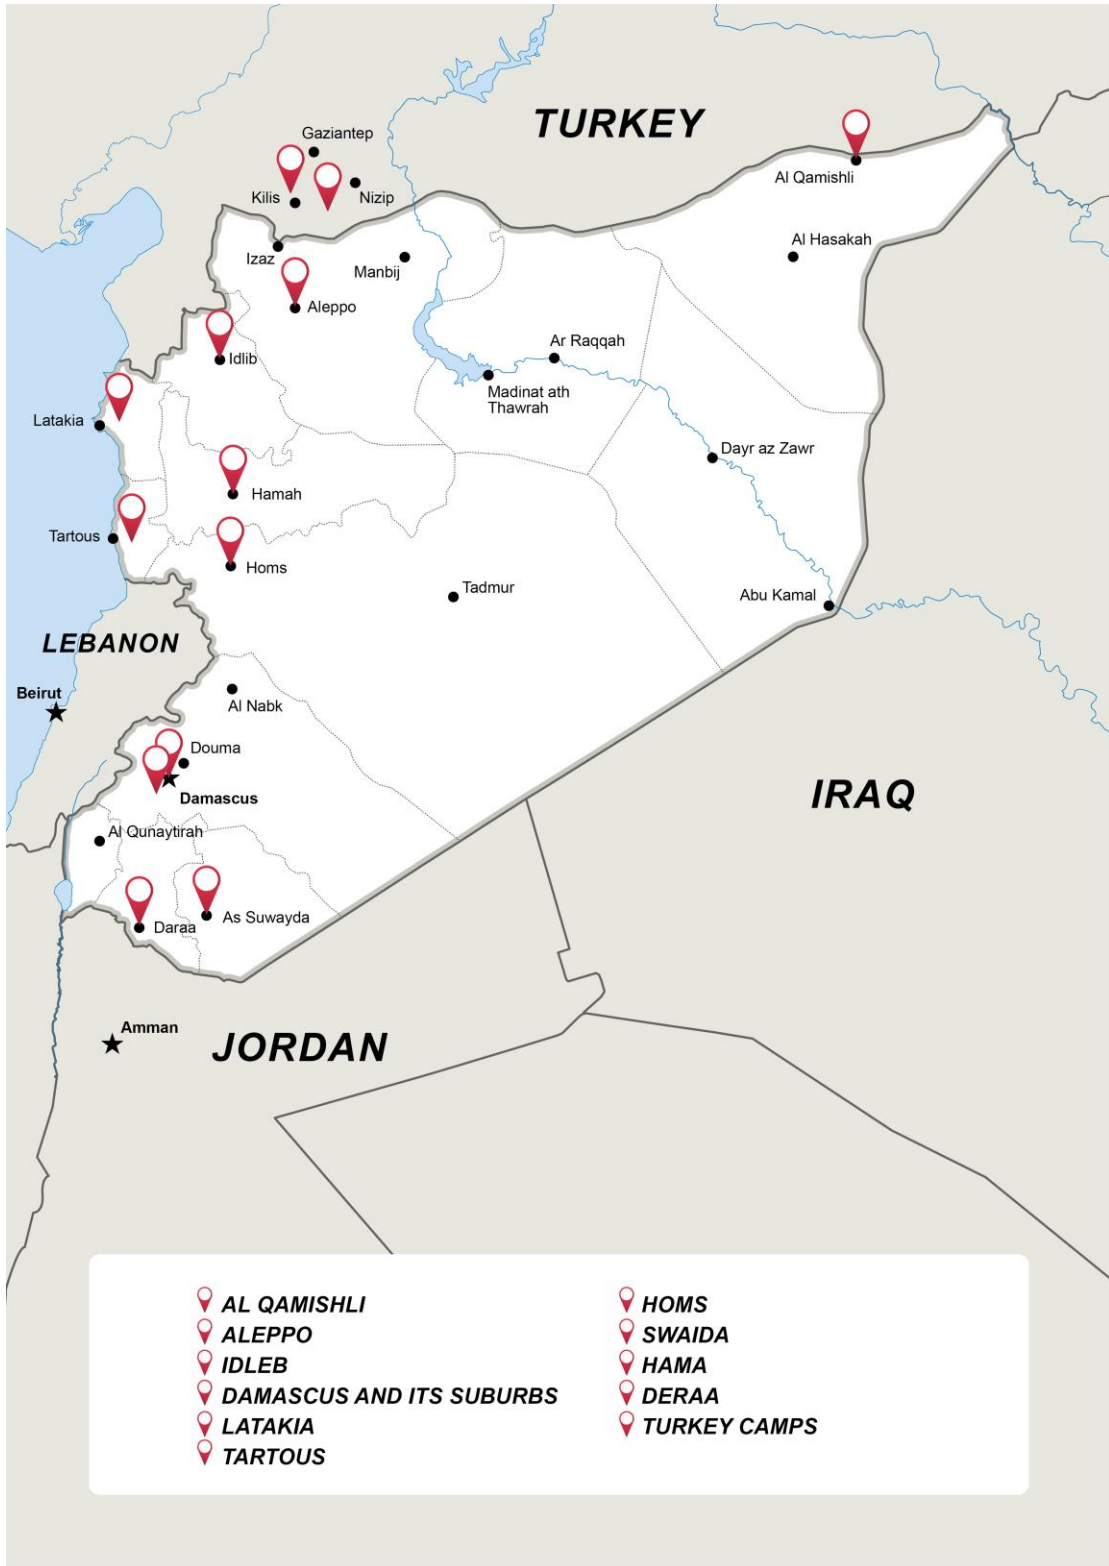 TURKEY
Gaziantep
Al Qamishli
Kilis
Nizip
Al Hasakah
Izaz
Manbij
Aleppo
Ar Raqqah
Idlib
Madinat ath
Thawrah
Latakia
Dayr az Zawr
Hamah
Tartous
Homs
Tadmur
Abu Kamal
LEBANON
Beirut
Al Nabk
Douma
Damascus
IRAQ
Al Qunaytirah
As Suwayda
Daraa
Amman
JORDAN
AL QAMISHLI
ALEPPO
IDLEB
DAMASCUS AND ITS SUBURBS
LATAKIA
TARTOUS
HOMS
SWAIDA
HAMA
DERAA
TURKEY CAMPS